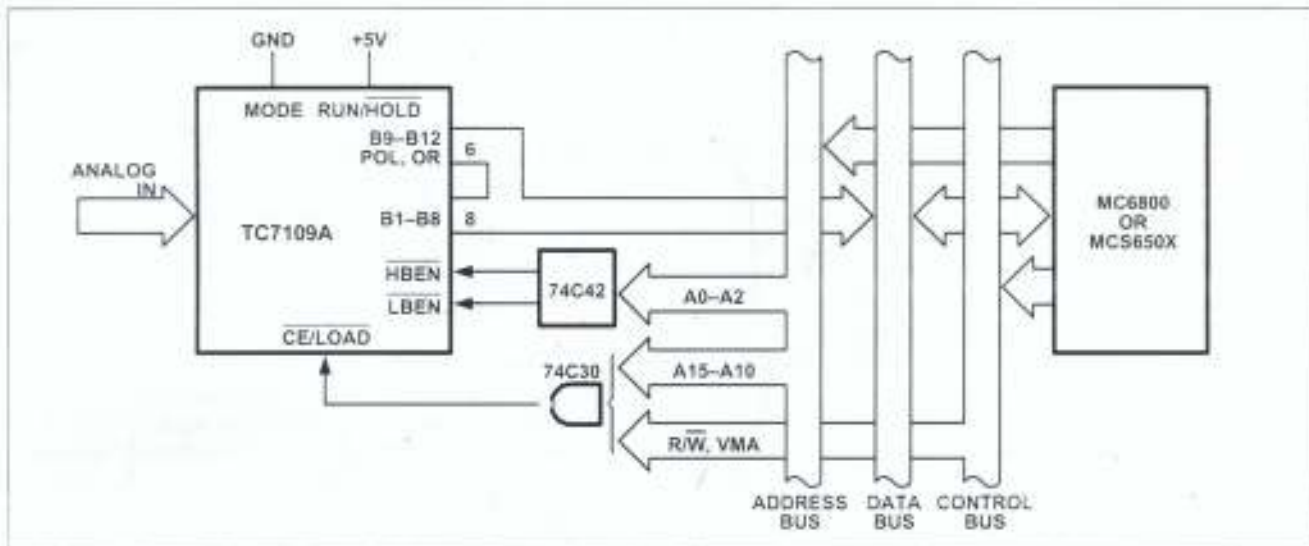 GND +5V
MODE RUN/HOLD
B9–B12
POL, OR
6
ANALOG
IN
B1–B8 8
TC7109A
HBEN
LBEN
CE/LOAD
74C42
A0–A2
74C30
A15–A10
R/W, VMA
MC6800
OR
MCS650X
ADDRESS
BUS
DATA
BUS
CONTROL
BUS